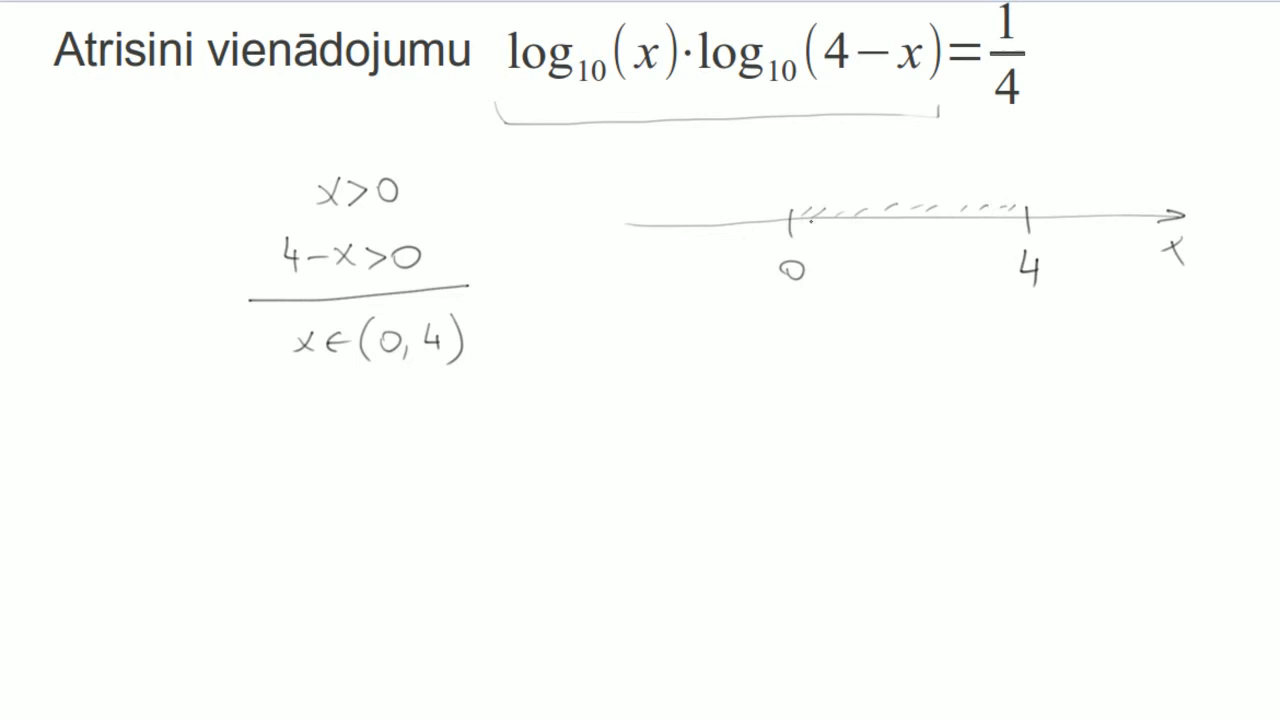 Atrisini vienādojumu log₁₀(x)·log₁₀(4−x)=1/4
x>0
4−x>0
x∈(0,4)
0 4 x